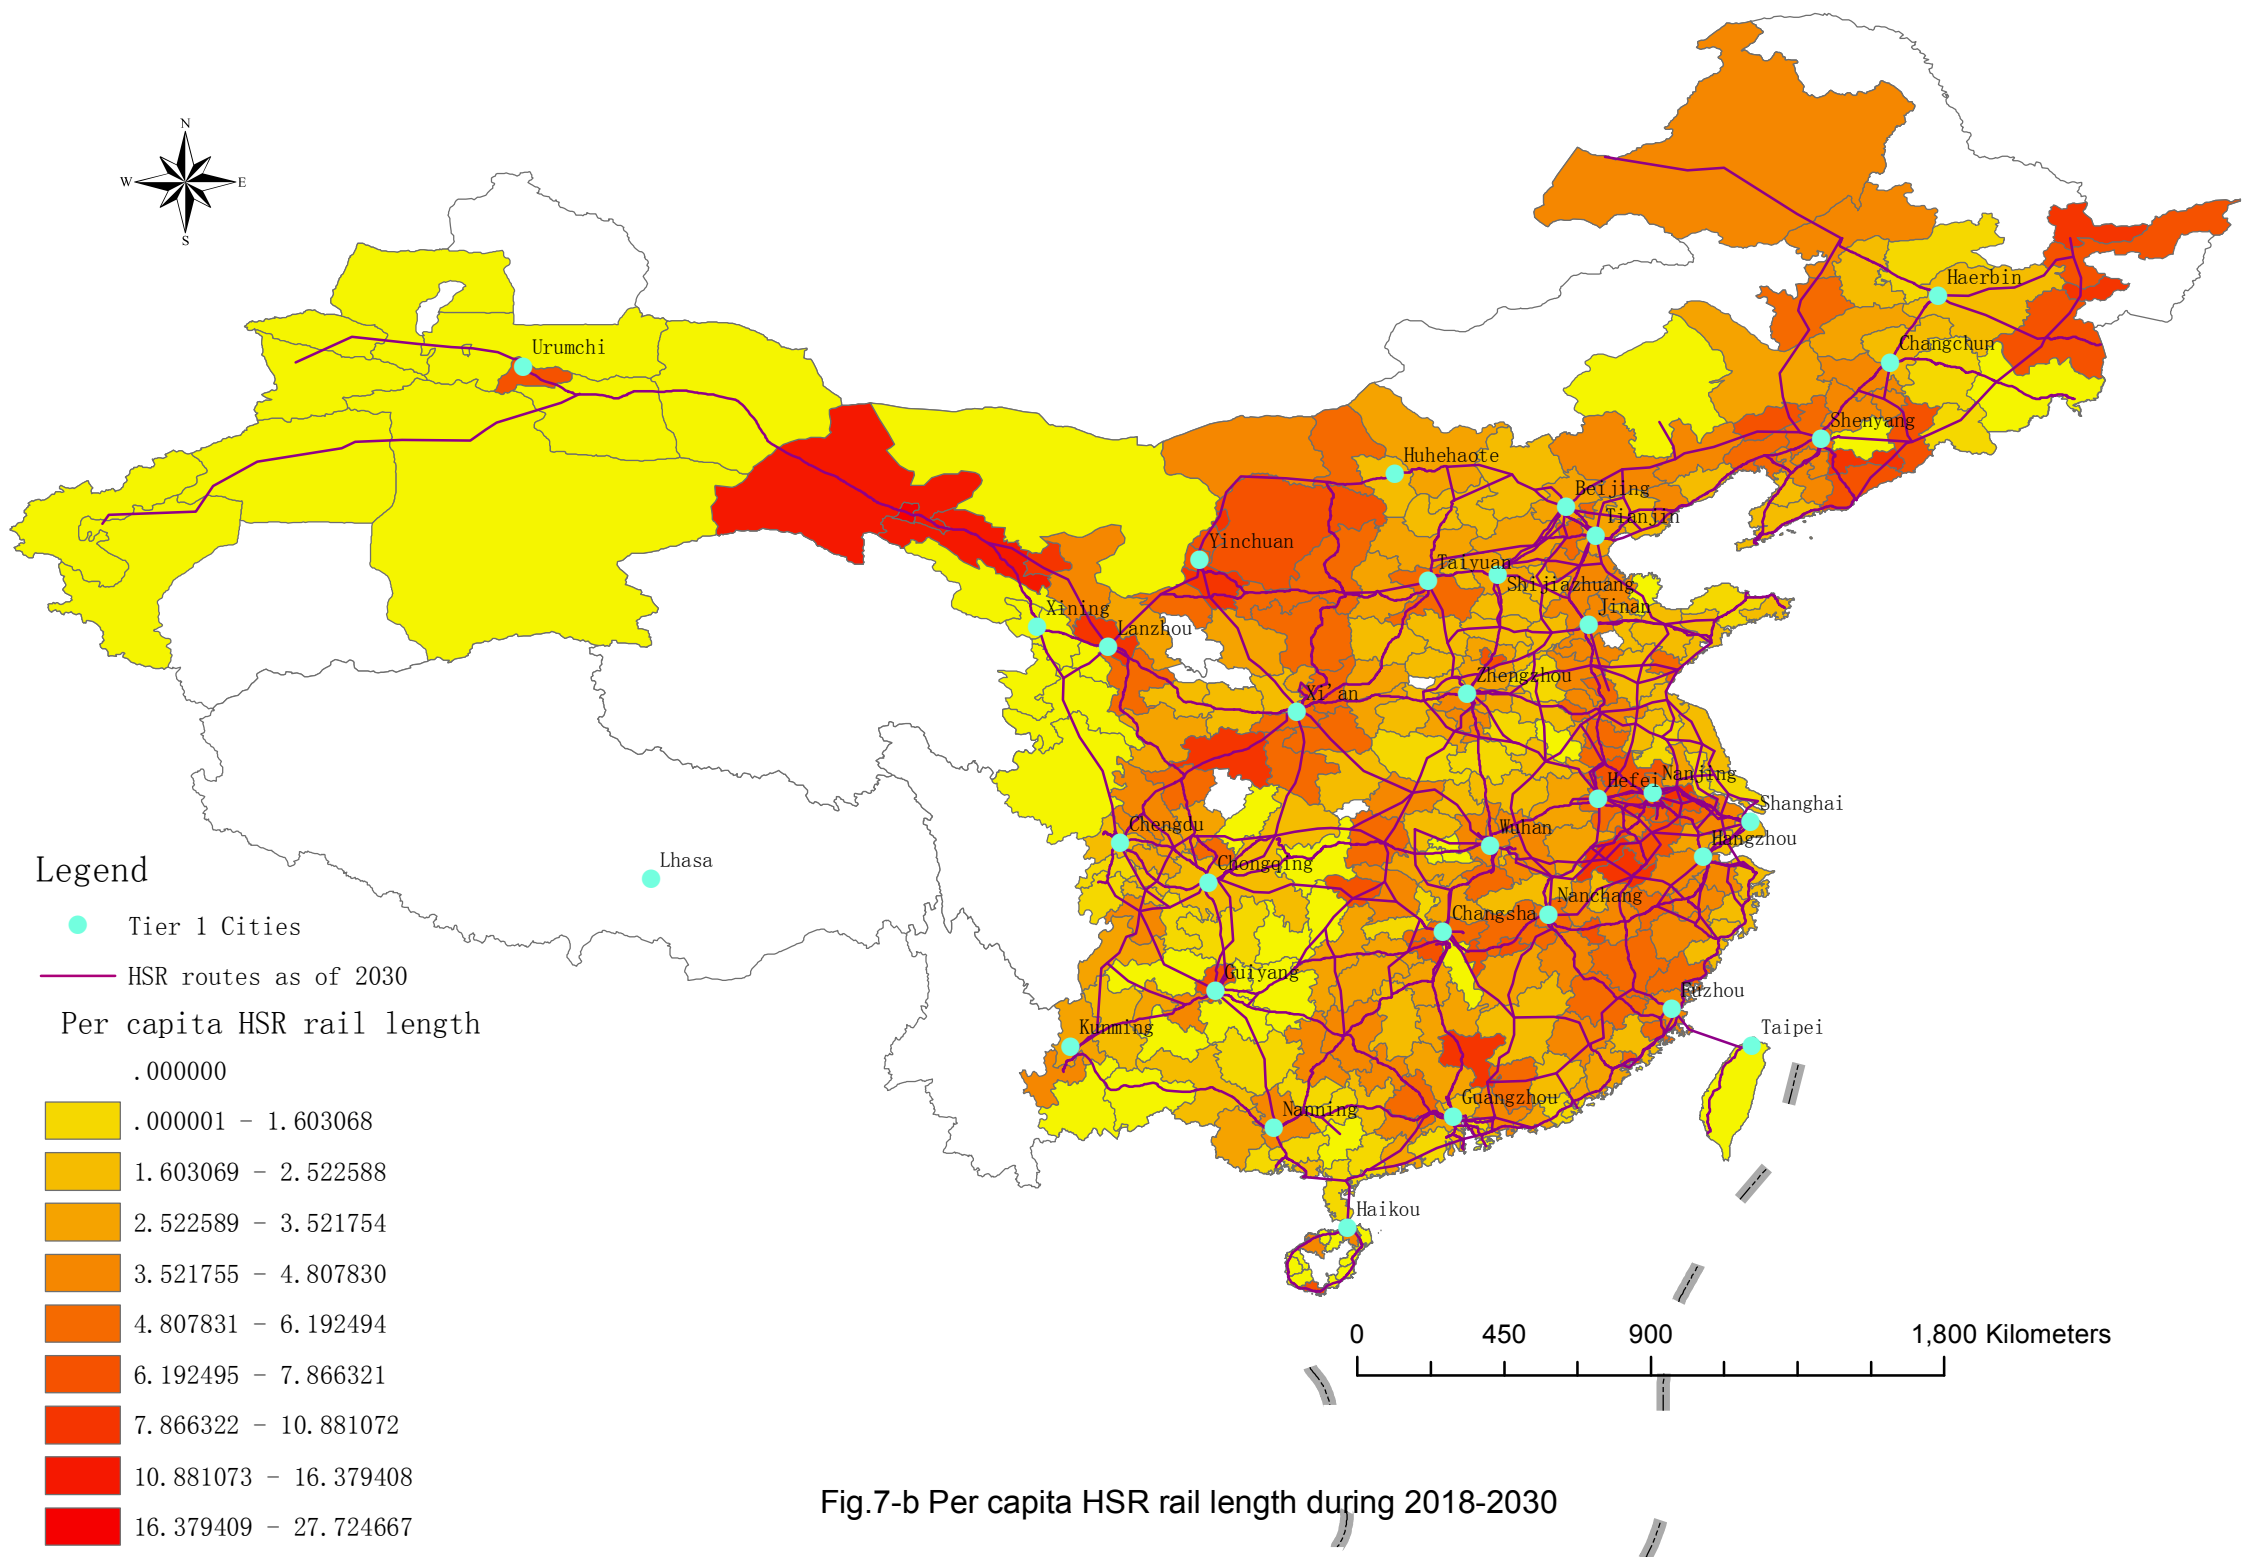 N
W
E
S
Urumchi
Haerbin
Changchun
Shenyang
Huhehaote
Beijing
Tianjin
Yinchuan
Taiyuan
Shijiazhuang
Xining
Jinan
Lanzhou
Zhengzhou
Xi'an
Hefei
Nanjing
Shanghai
Chengdu
Wuhan
Hangzhou
Lhasa
Chongqing
Nanchang
Changsha
Guiyang
Fuzhou
Kunming
Taipei
Nanning
Guangzhou
Haikou
Legend
Tier 1 Cities
HSR routes as of 2030
Per capita HSR rail length
.000000
.000001 - 1.603068
1.603069 - 2.522588
2.522589 - 3.521754
3.521755 - 4.807830
4.807831 - 6.192494
6.192495 - 7.866321
7.866322 - 10.881072
10.881073 - 16.379408
16.379409 - 27.724667
0 450 900 1,800 Kilometers
Fig.7-b Per capita HSR rail length during 2018-2030